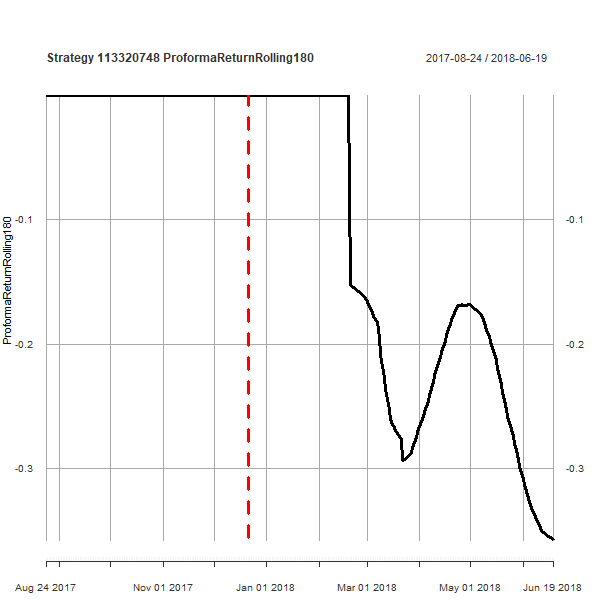 Strategy 113320748 ProformaReturnRolling180
2017-08-24 / 2018-06-19
ProformaReturnRolling180
-0.1
-0.1
-0.2
-0.2
-0.3
-0.3
Aug 24 2017
Nov 01 2017
Jan 01 2018
Mar 01 2018
May 01 2018
Jun 19 2018